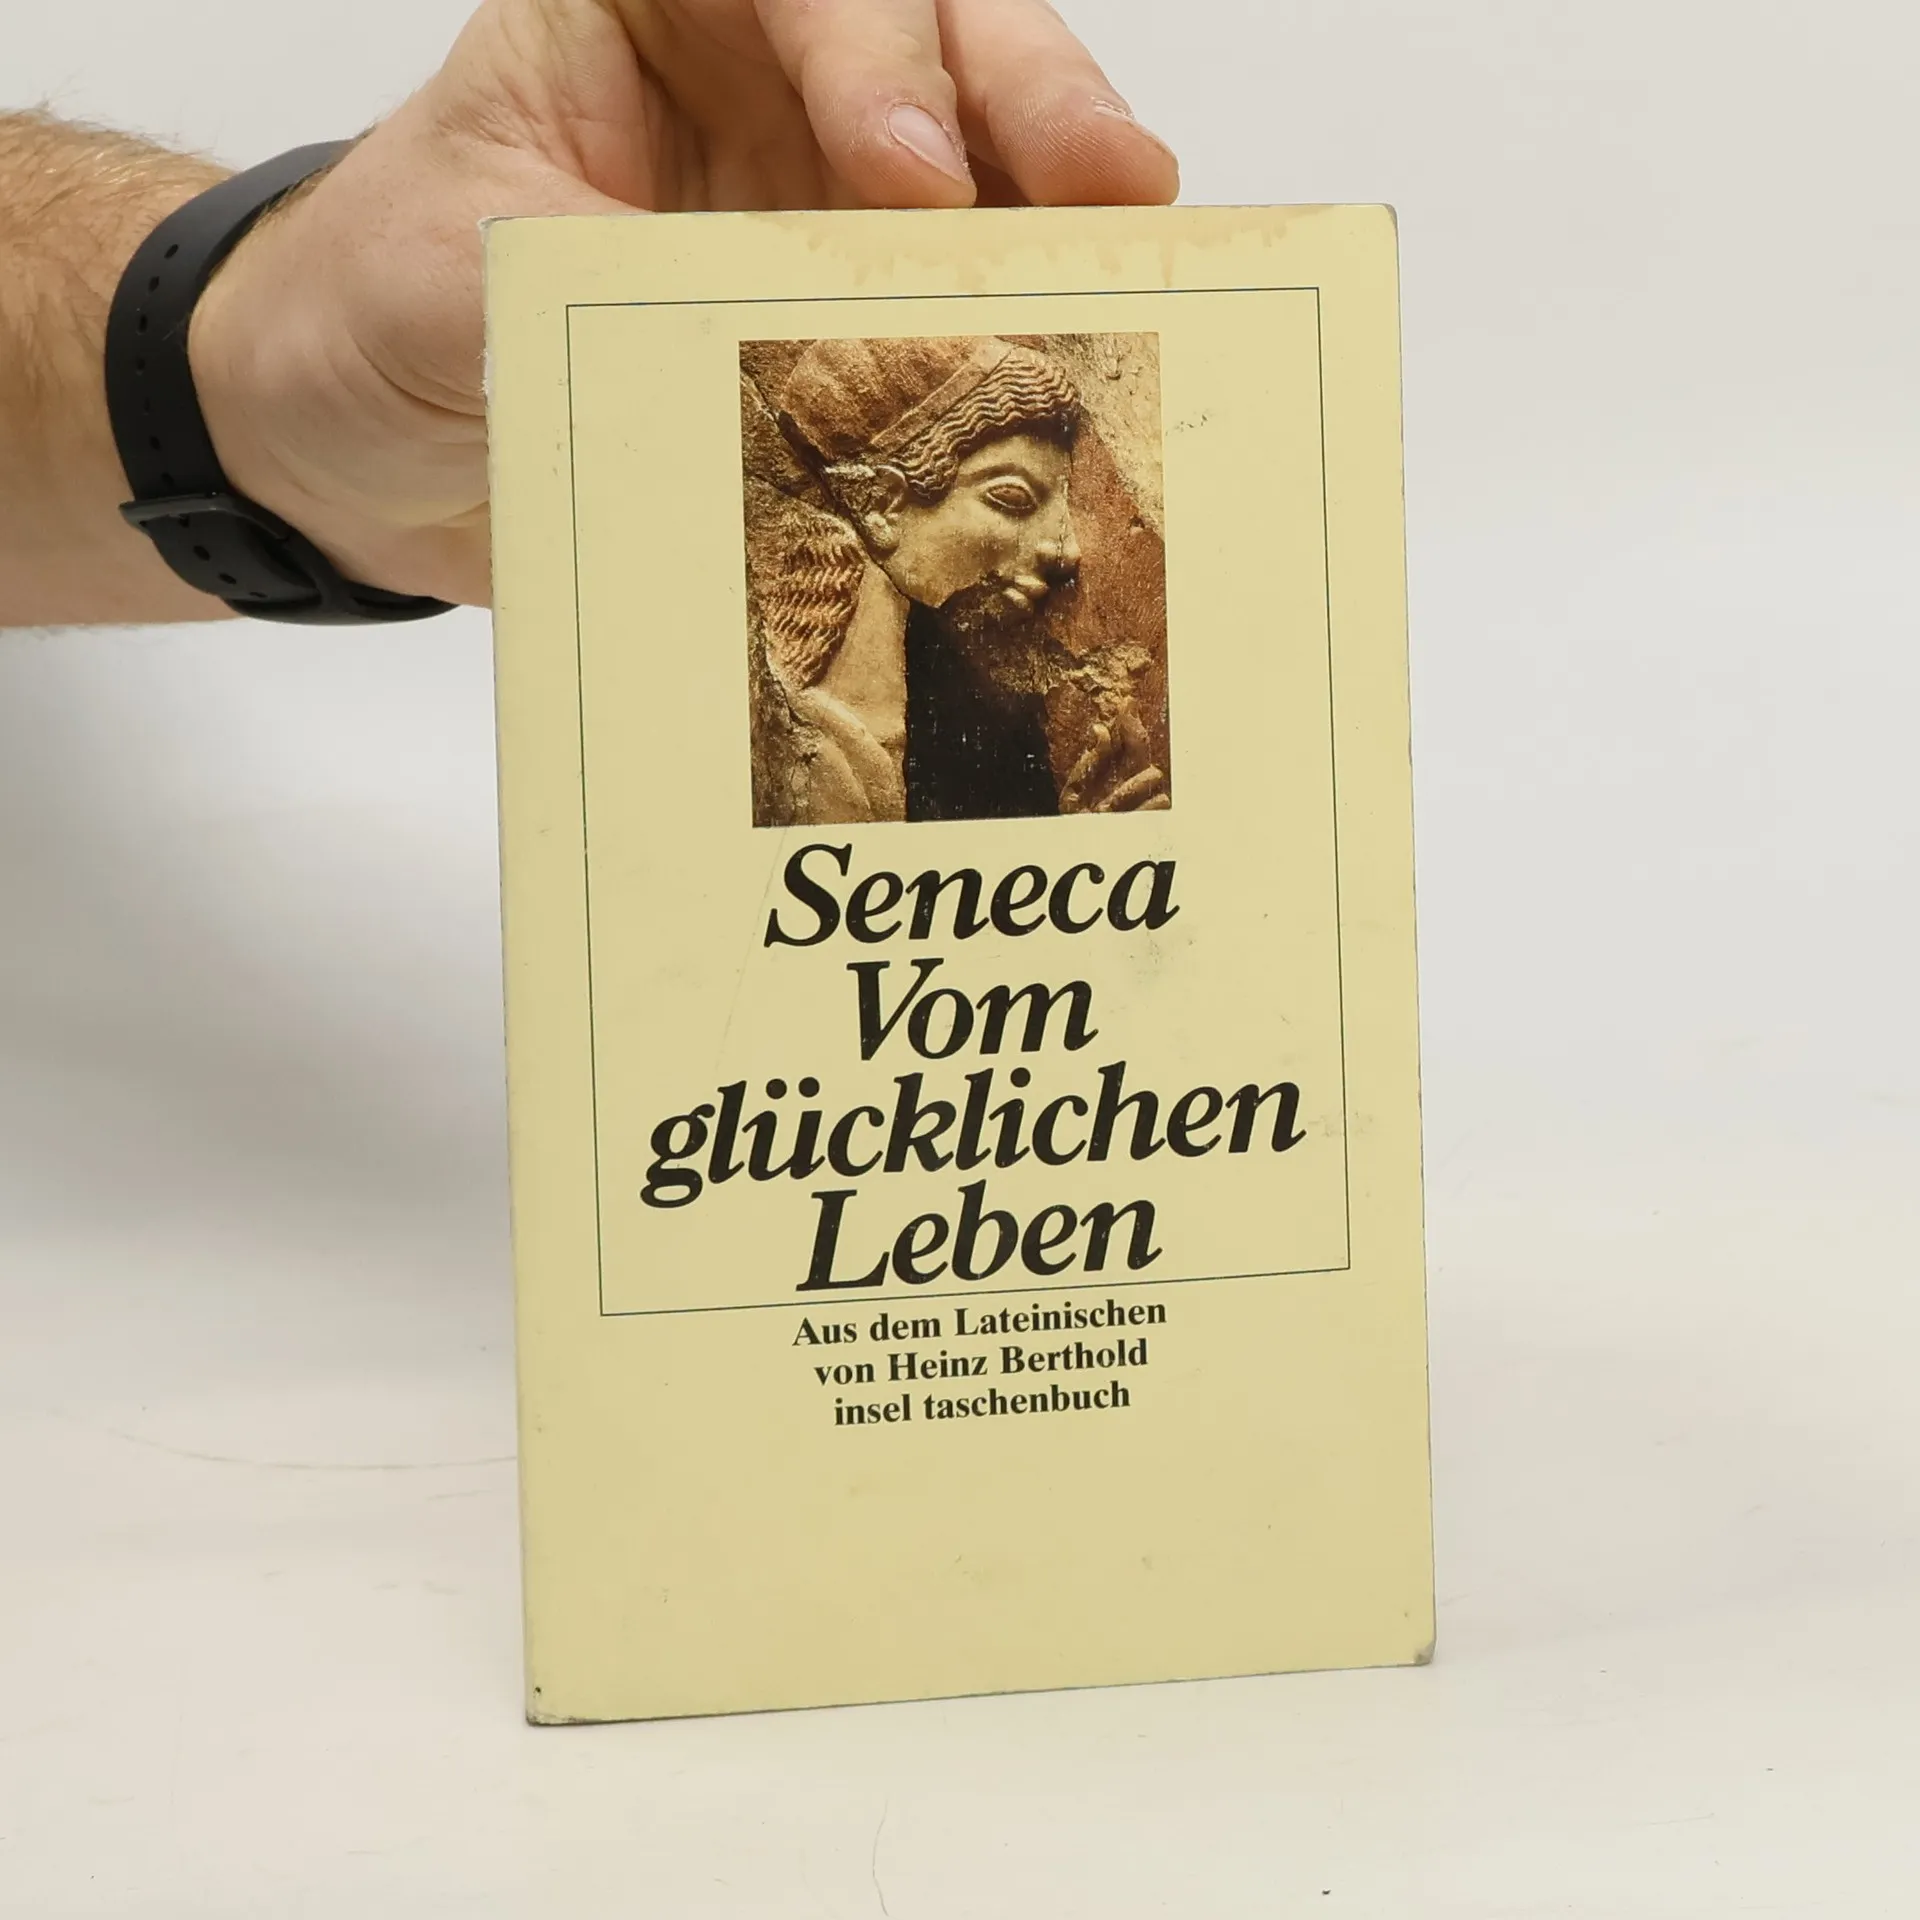 Seneca
Vom
glücklichen
Leben
Aus dem Lateinischen
von Heinz Berthold
insel taschenbuch